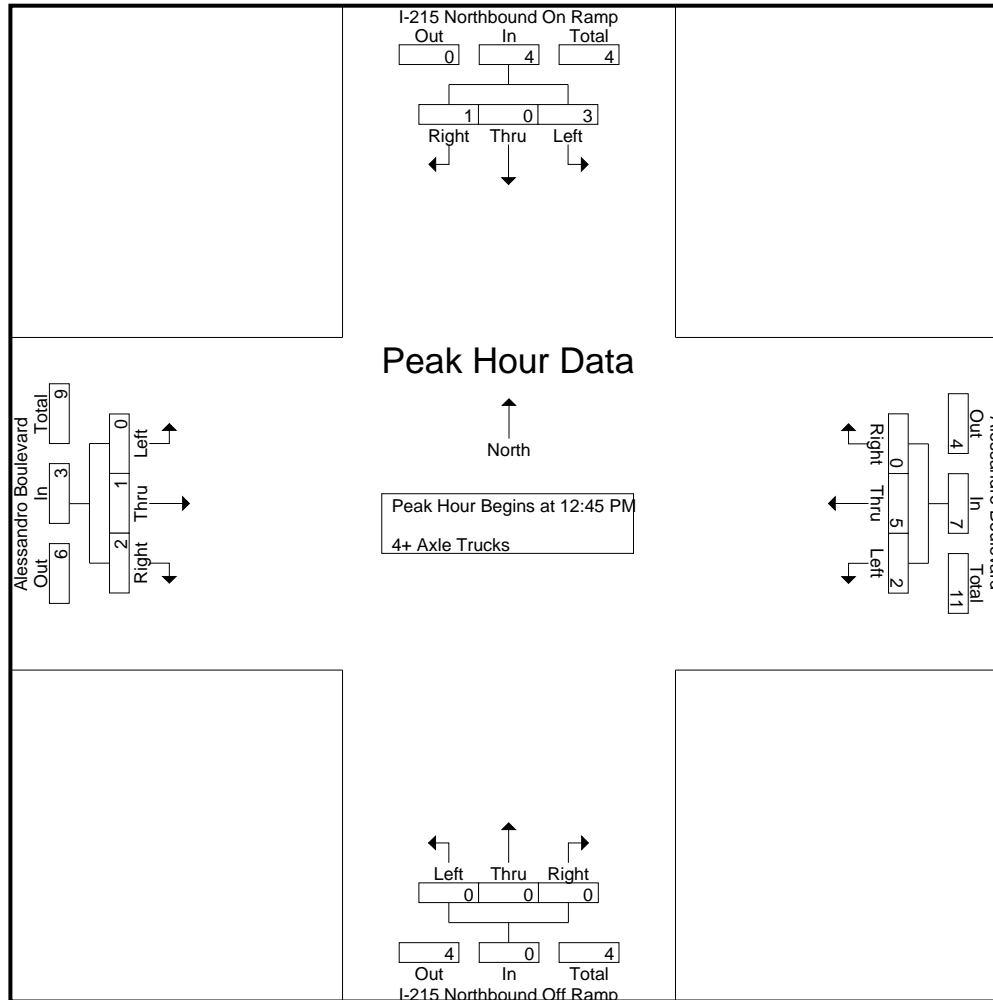 I-215 Northbound On Ramp
Out In Total
0 4 4
1 0 3
Right Thru Left
Peak Hour Data
North
Peak Hour Begins at 12:45 PM
4+ Axle Trucks
Alessandro Boulevard
Total In Out
9 3 6
0 1 2
Left Thru Right
Right Thru Left
0 5 2
4 7 11
Out In Total
Left Thru Right
0 0 0
4 0 4
Out In Total
I-215 Northbound Off Ramp